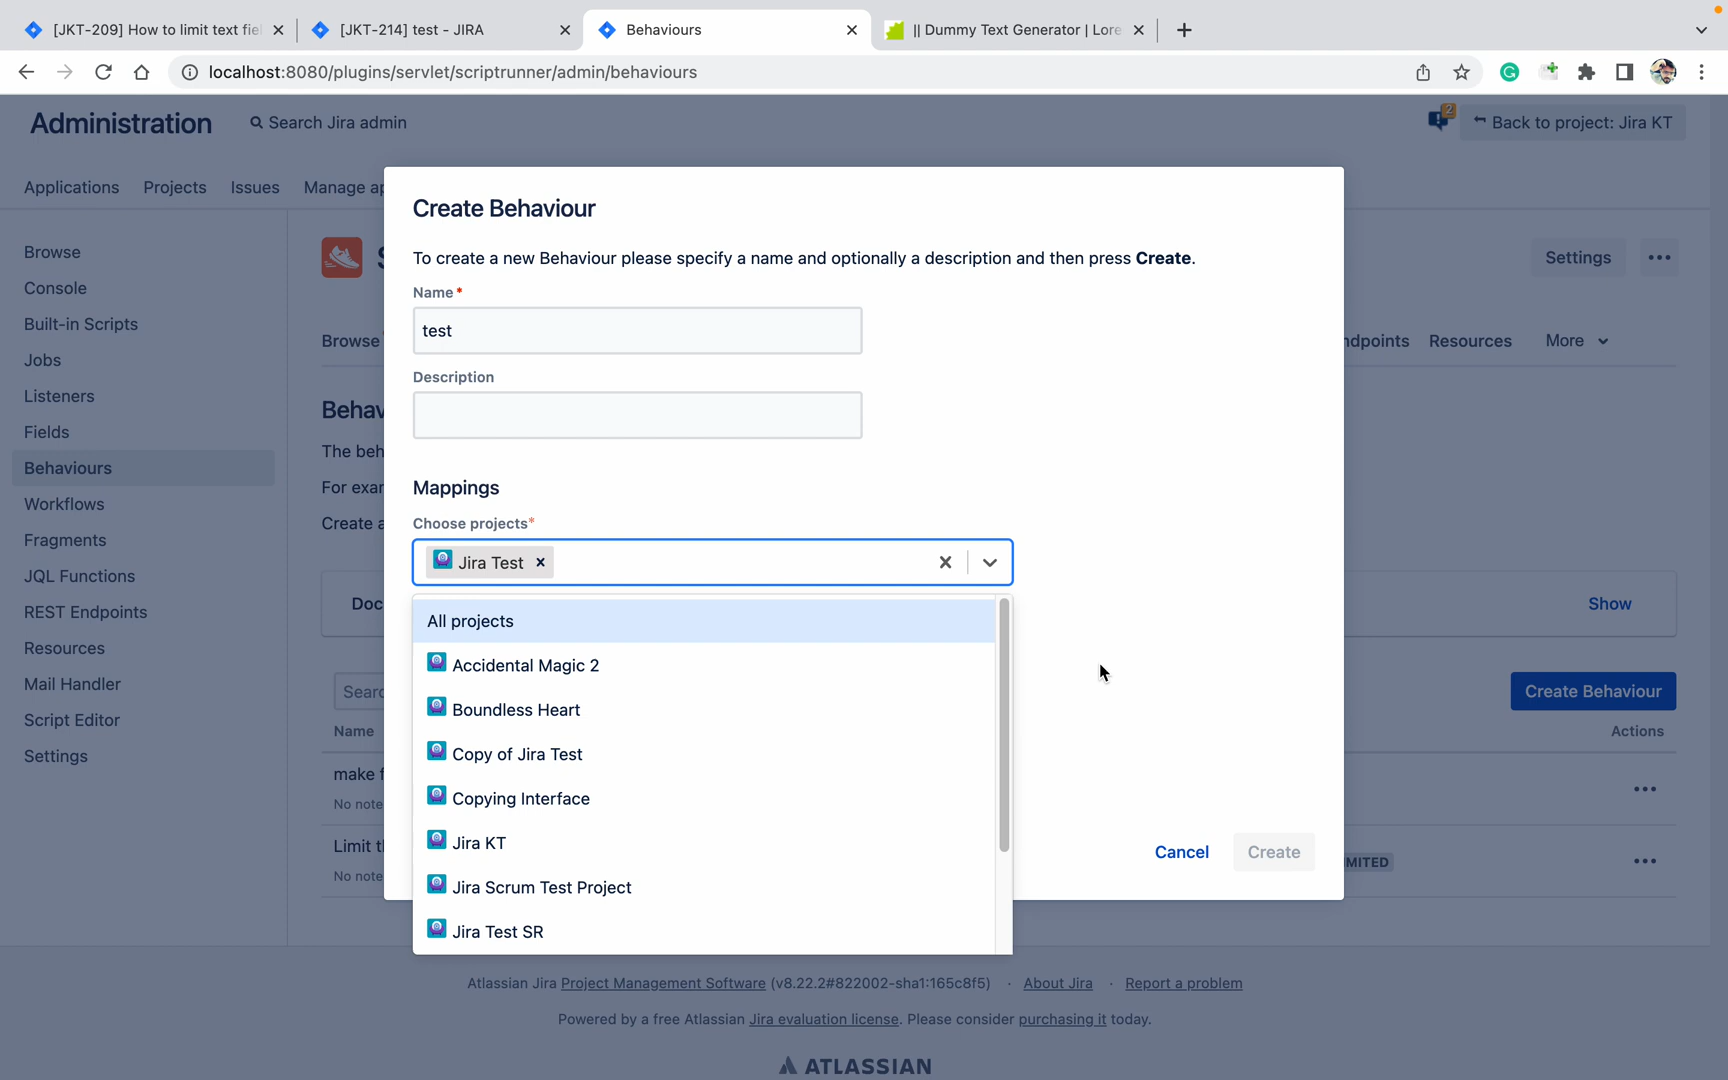 [JKT-209] How to limit text fie
[JKT-214] test - JIRA
Behaviours
|| Dummy Text Generator | Lore
localhost:8080/plugins/servlet/scriptrunner/admin/behaviours
Administration
Search Jira admin
2
Back to project: Jira KT
Applications
Projects
Issues
Manage ap
Browse
Console
Built-in Scripts
Jobs
Listeners
Fields
Behaviours
Workflows
Fragments
JQL Functions
REST Endpoints
Resources
Mail Handler
Script Editor
Settings
Settings
Browse
ndpoints
Resources
More
Behav
The beh
For exar
Create a
Doc
Show
Searc
Create Behaviour
Name
Actions
make f
No note
Limit th
No note
IMITED
Create Behaviour
To create a new Behaviour please specify a name and optionally a description and then press Create.
Name*
test
Description
Mappings
Choose projects*
Jira Test
All projects
Accidental Magic 2
Boundless Heart
Copy of Jira Test
Copying Interface
Jira KT
Jira Scrum Test Project
Jira Test SR
Cancel
Create
Atlassian Jira Project Management Software (v8.22.2#822002-sha1:165c8f5) · About Jira · Report a problem
Powered by a free Atlassian Jira evaluation license. Please consider purchasing it today.
ATLASSIAN